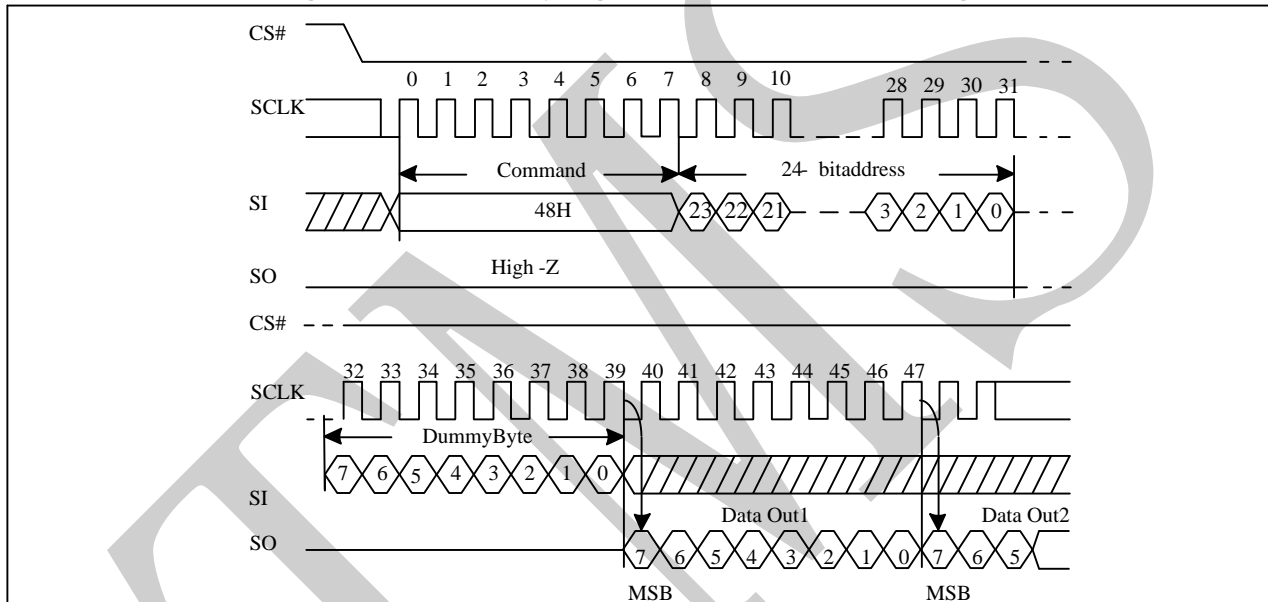 CS#
0 1 2 3 4 5 6 7 8 9 10 28 29 30 31
SCLK
Command 24- bitaddress
SI 48H 23 22 21 3 2 1 0
High -Z
SO
CS#
32 33 34 35 36 37 38 39 40 41 42 43 44 45 46 47
SCLK
DummyByte
7 6 5 4 3 2 1 0
SI
Data Out1 Data Out2
SO 7 6 5 4 3 2 1 0 7 6 5
MSB MSB